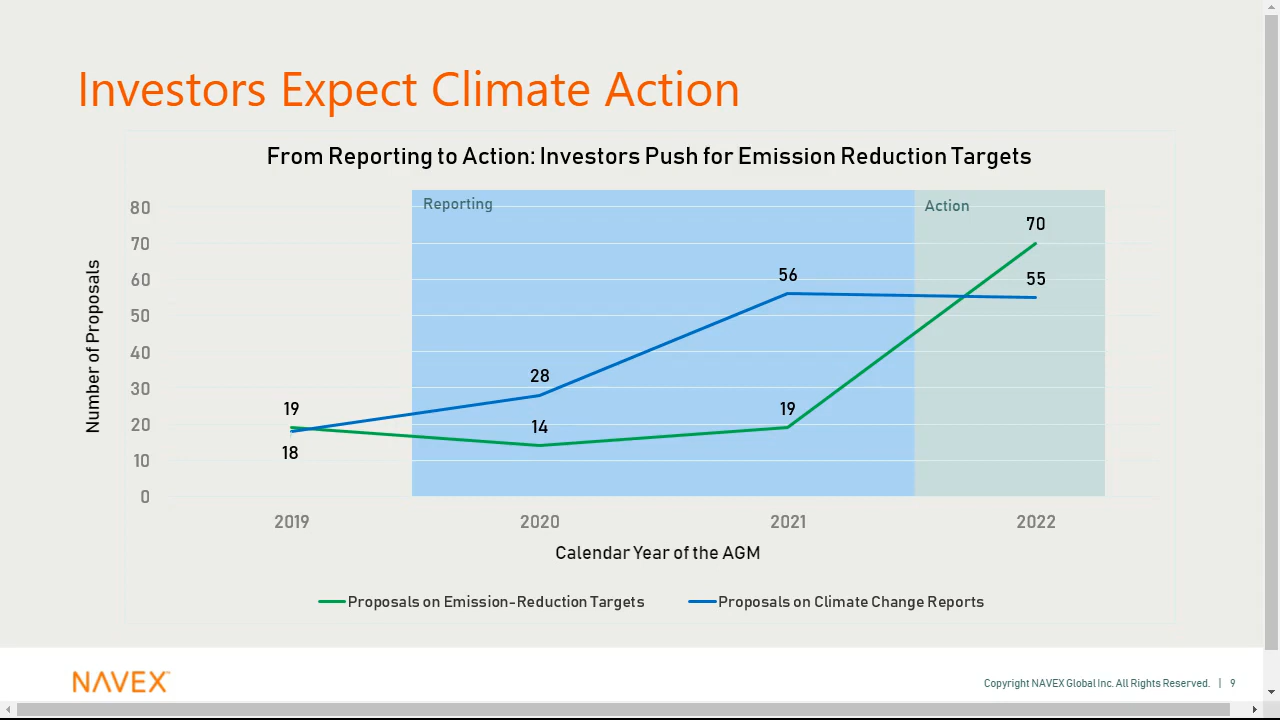 Investors Expect Climate Action
From Reporting to Action: Investors Push for Emission Reduction Targets
Reporting
Action
Number of Proposals
80
70
60
50
40
30
20
10
0
19
18
28
14
56
19
70
55
2019
2020
2021
2022
Calendar Year of the AGM
Proposals on Emission-Reduction Targets
Proposals on Climate Change Reports
NAVEX™
Copyright NAVEX Global Inc. All Rights Reserved. | 9